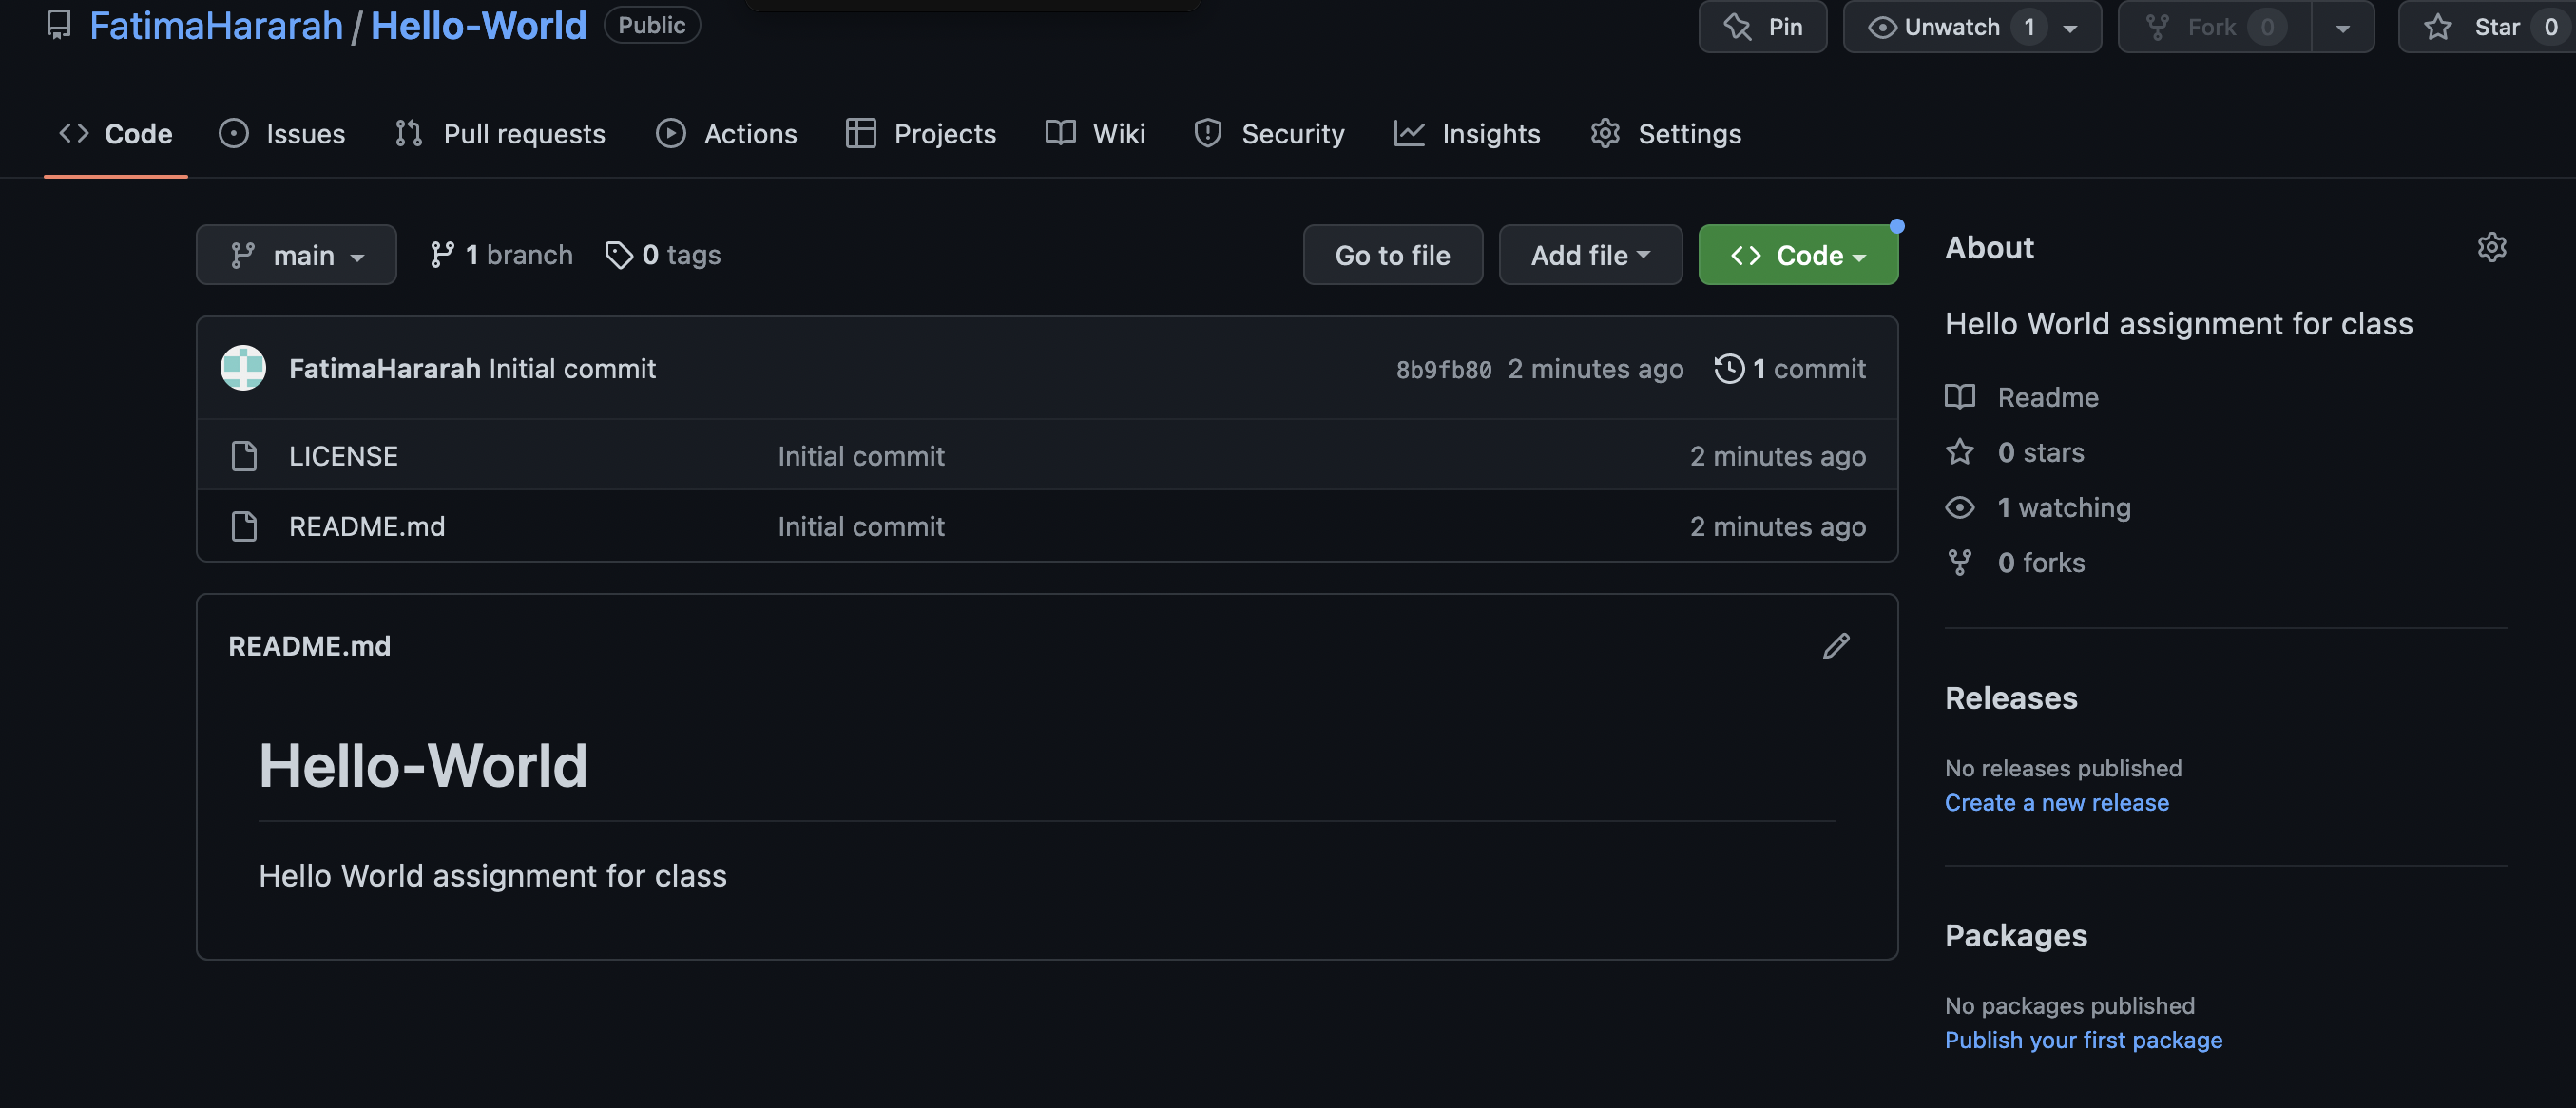 FatimaHararah / Hello-World Public Pin Unwatch 1 Fork 0 Star 0
Code Issues Pull requests Actions Projects Wiki Security Insights Settings
main 1 branch 0 tags Go to file Add file Code
FatimaHararah Initial commit 8b9fb80 2 minutes ago 1 commit
LICENSE Initial commit 2 minutes ago
README.md Initial commit 2 minutes ago
README.md
Hello-World
Hello World assignment for class
About
Hello World assignment for class
Readme
0 stars
1 watching
0 forks
Releases
No releases published
Create a new release
Packages
No packages published
Publish your first package